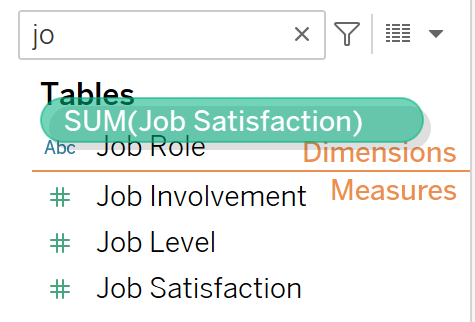 jo
Tables
SUM(Job Satisfaction)
Abc Job Role
Dimensions
Measures
# Job Involvement
# Job Level
# Job Satisfaction